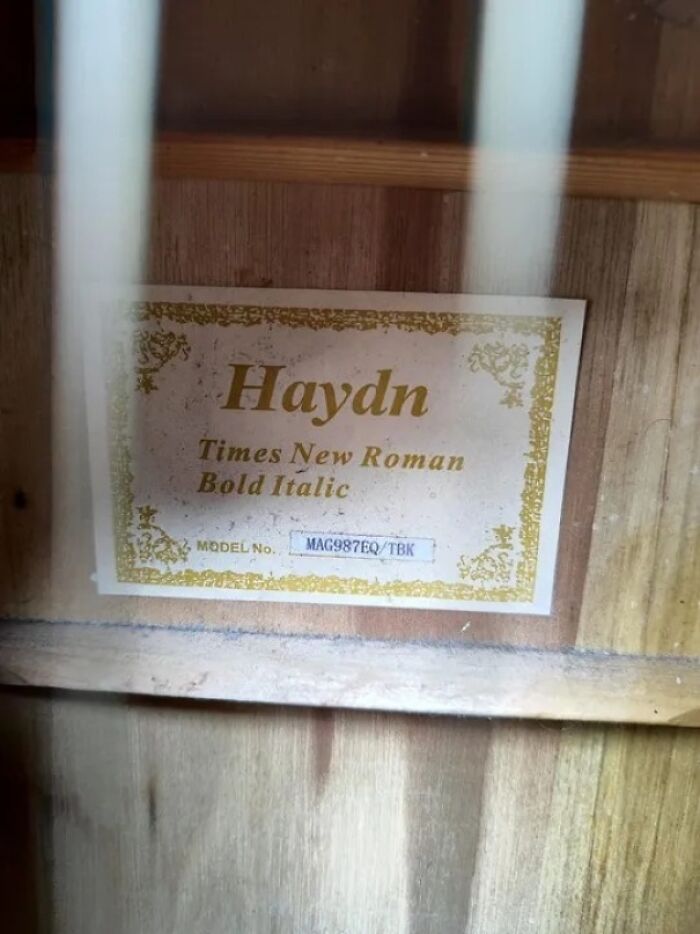 Haydn
Times New Roman
Bold Italic
MODEL No. MAG987EQ/TBK